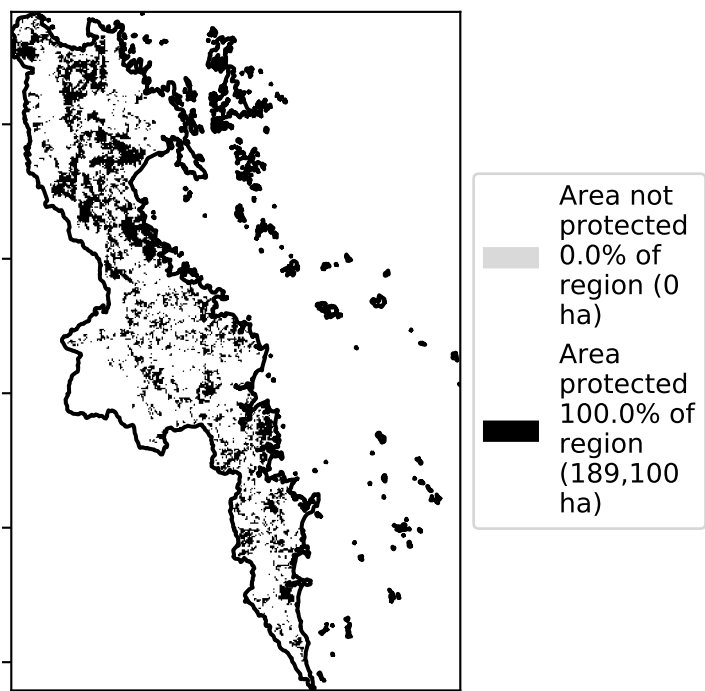 Area not
protected
0.0% of
region (0
ha)
Area
protected
100.0% of
region
(189,100
ha)